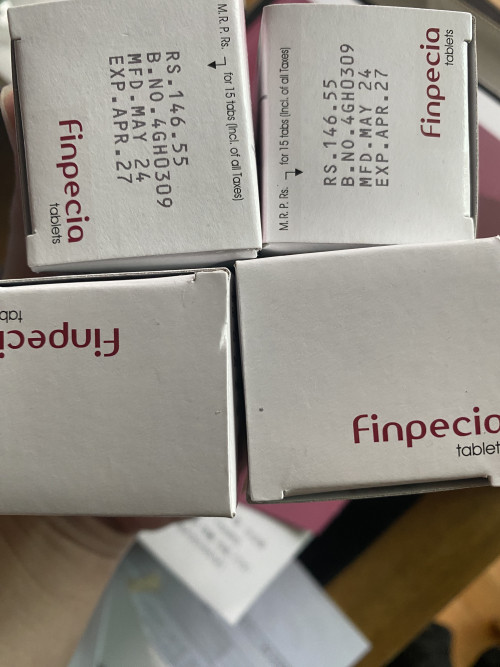 M.R.P. Rs. for 15 tabs (Incl. of all Taxes)
RS.146.55
B.NO.4GH0309
MFD.MAY 24
EXP.APR.27
Finpecia
tablets
M.R.P. Rs. for 15 tabs (Incl. of all Taxes)
RS.146.55
B.NO.4GH0309
MFD.MAY 24
EXP.APR.27
Finpecia
tablets
Finpecia
tab
Finpecia
tablet